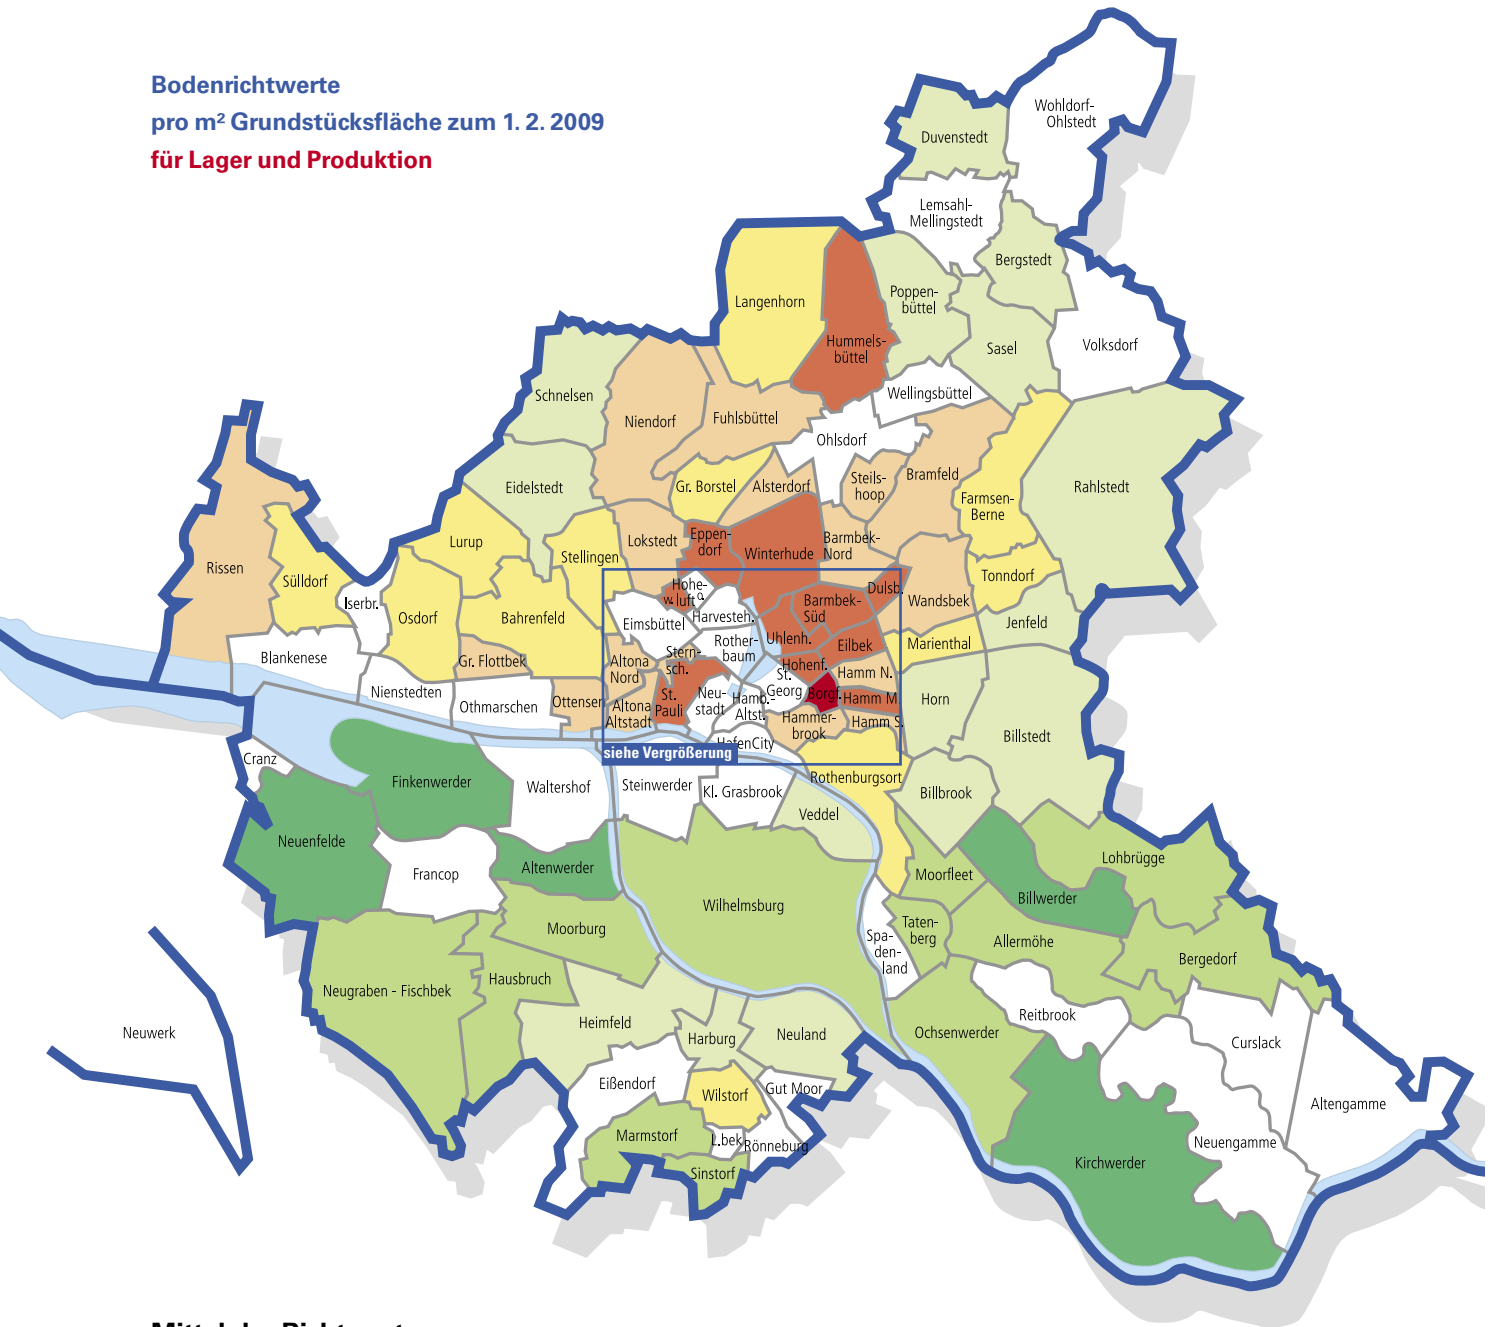 Bodenrichtwerte
pro m² Grundstücksfläche zum 1. 2. 2009
für Lager und Produktion
Wohldorf-
Ohlstedt
Duvenstedt
Lemsahl-
Mellingstedt
Bergstedt
Poppen-
büttel
Langenhorn
Hummels-
büttel
Sasel
Volksdorf
Wellingsbüttel
Schnelsen
Niendorf
Fuhlsbüttel
Ohlsdorf
Steils-
hoop
Bramfeld
Farmsen-
Berne
Rahlstedt
Eidelstedt
Gr. Borstel
Alsterdorf
Lurup
Stellingen
Lokstedt
Eppen-
dorf
Winterhude
Barmbek-
Nord
Tonndorf
Rissen
Sülldorf
Iserbr.
Osdorf
Bahrenfeld
Hohe-
w. luft o.
Harvesteh.
Eimsbüttel
Barmbek-
Süd
Dulsb.
Wandsbek
Jenfeld
Marienthal
Blankenese
Gr. Flottbek
Nienstedten
Othmarschen
Ottensen
Altona
Nord
Altona
Altstadt
Stern-
sch.
Rother-
baum
Uhlenh.
Eilbek
Hohenf.
Hamm N.
St.
Pauli
Neu-
stadt
Hamb.-
Altst.
St.
Georg
Borgf.
Hamm M.
Hamm S.
Hammer-
brook
HafenCity
Horn
Billstedt
siehe Vergrößerung
Cranz
Finkenwerder
Waltershof
Steinwerder
Kl. Grasbrook
Veddel
Rothenburgsort
Billbrook
Neuenfelde
Francop
Altenwerder
Wilhelmsburg
Moorfleet
Billwerder
Lohbrügge
Moorburg
Spa-
den-
land
Taten-
berg
Allermöhe
Bergedorf
Neugraben - Fischbek
Hausbruch
Heimfeld
Harburg
Neuland
Ochsenwerder
Reitbrook
Curslack
Altengamme
Neuwerk
Eißendorf
Wilstorf
Gut Moor
Marmstorf
L.bek
Rönneburg
Sinstorf
Kirchwerder
Neuengamme